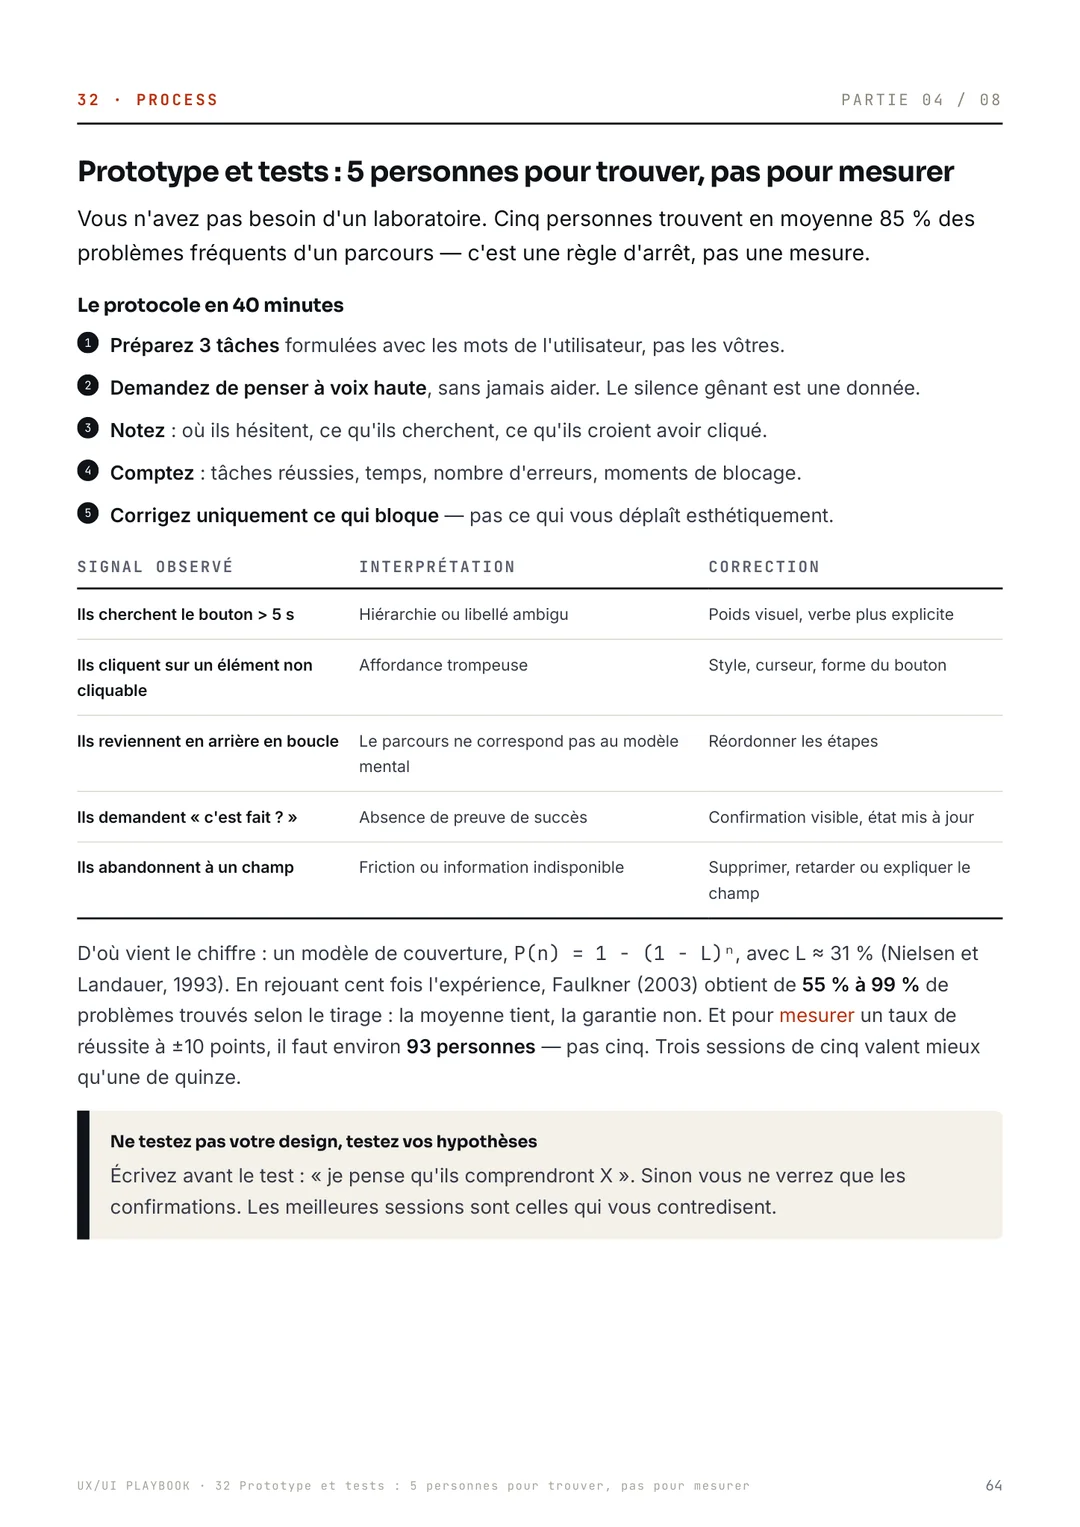 32 · PROCESS
PARTIE 04 / 08
Prototype et tests : 5 personnes pour trouver, pas pour mesurer
Vous n'avez pas besoin d'un laboratoire. Cinq personnes trouvent en moyenne 85 % des
problèmes fréquents d'un parcours — c'est une règle d'arrêt, pas une mesure.
Le protocole en 40 minutes
1 Préparez 3 tâches formulées avec les mots de l'utilisateur, pas les vôtres.
2 Demandez de penser à voix haute, sans jamais aider. Le silence gênant est une donnée.
3 Notez : où ils hésitent, ce qu'ils cherchent, ce qu'ils croient avoir cliqué.
4 Comptez : tâches réussies, temps, nombre d'erreurs, moments de blocage.
5 Corrigez uniquement ce qui bloque — pas ce qui vous déplaît esthétiquement.
SIGNAL OBSERVÉ INTERPRÉTATION CORRECTION
Ils cherchent le bouton > 5 s Hiérarchie ou libellé ambigu Poids visuel, verbe plus explicite
Ils cliquent sur un élément non Affordance trompeuse Style, curseur, forme du bouton
cliquable
Ils reviennent en arrière en boucle Le parcours ne correspond pas au modèle Réordonner les étapes
mental
Ils demandent « c'est fait ? » Absence de preuve de succès Confirmation visible, état mis à jour
Ils abandonnent à un champ Friction ou information indisponible Supprimer, retarder ou expliquer le
champ
D'où vient le chiffre : un modèle de couverture, P(n) = 1 - (1 - L)ⁿ, avec L ≈ 31 % (Nielsen et
Landauer, 1993). En rejouant cent fois l'expérience, Faulkner (2003) obtient de 55 % à 99 % de
problèmes trouvés selon le tirage : la moyenne tient, la garantie non. Et pour mesurer un taux de
réussite à ±10 points, il faut environ 93 personnes — pas cinq. Trois sessions de cinq valent mieux
qu'une de quinze.
Ne testez pas votre design, testez vos hypothèses
Écrivez avant le test : « je pense qu'ils comprendront X ». Sinon vous ne verrez que les
confirmations. Les meilleures sessions sont celles qui vous contredisent.
UX/UI PLAYBOOK · 32 Prototype et tests : 5 personnes pour trouver, pas pour mesurer
64